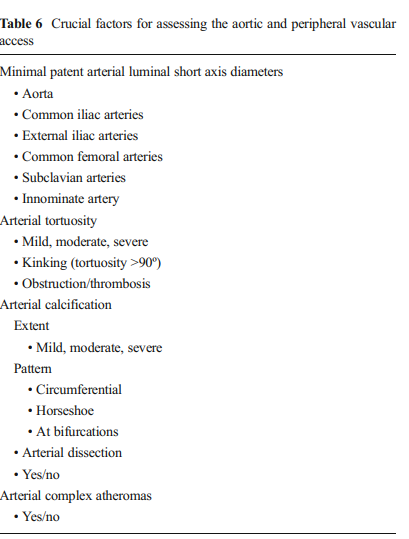 Table 6 Crucial factors for assessing the aortic and peripheral vascular
access
Minimal patent arterial luminal short axis diameters
• Aorta
• Common iliac arteries
• External iliac arteries
• Common femoral arteries
• Subclavian arteries
• Innominate artery
Arterial tortuosity
• Mild, moderate, severe
• Kinking (tortuosity >90º)
• Obstruction/thrombosis
Arterial calcification
Extent
• Mild, moderate, severe
Pattern
• Circumferential
• Horseshoe
• At bifurcations
• Arterial dissection
• Yes/no
Arterial complex atheromas
• Yes/no